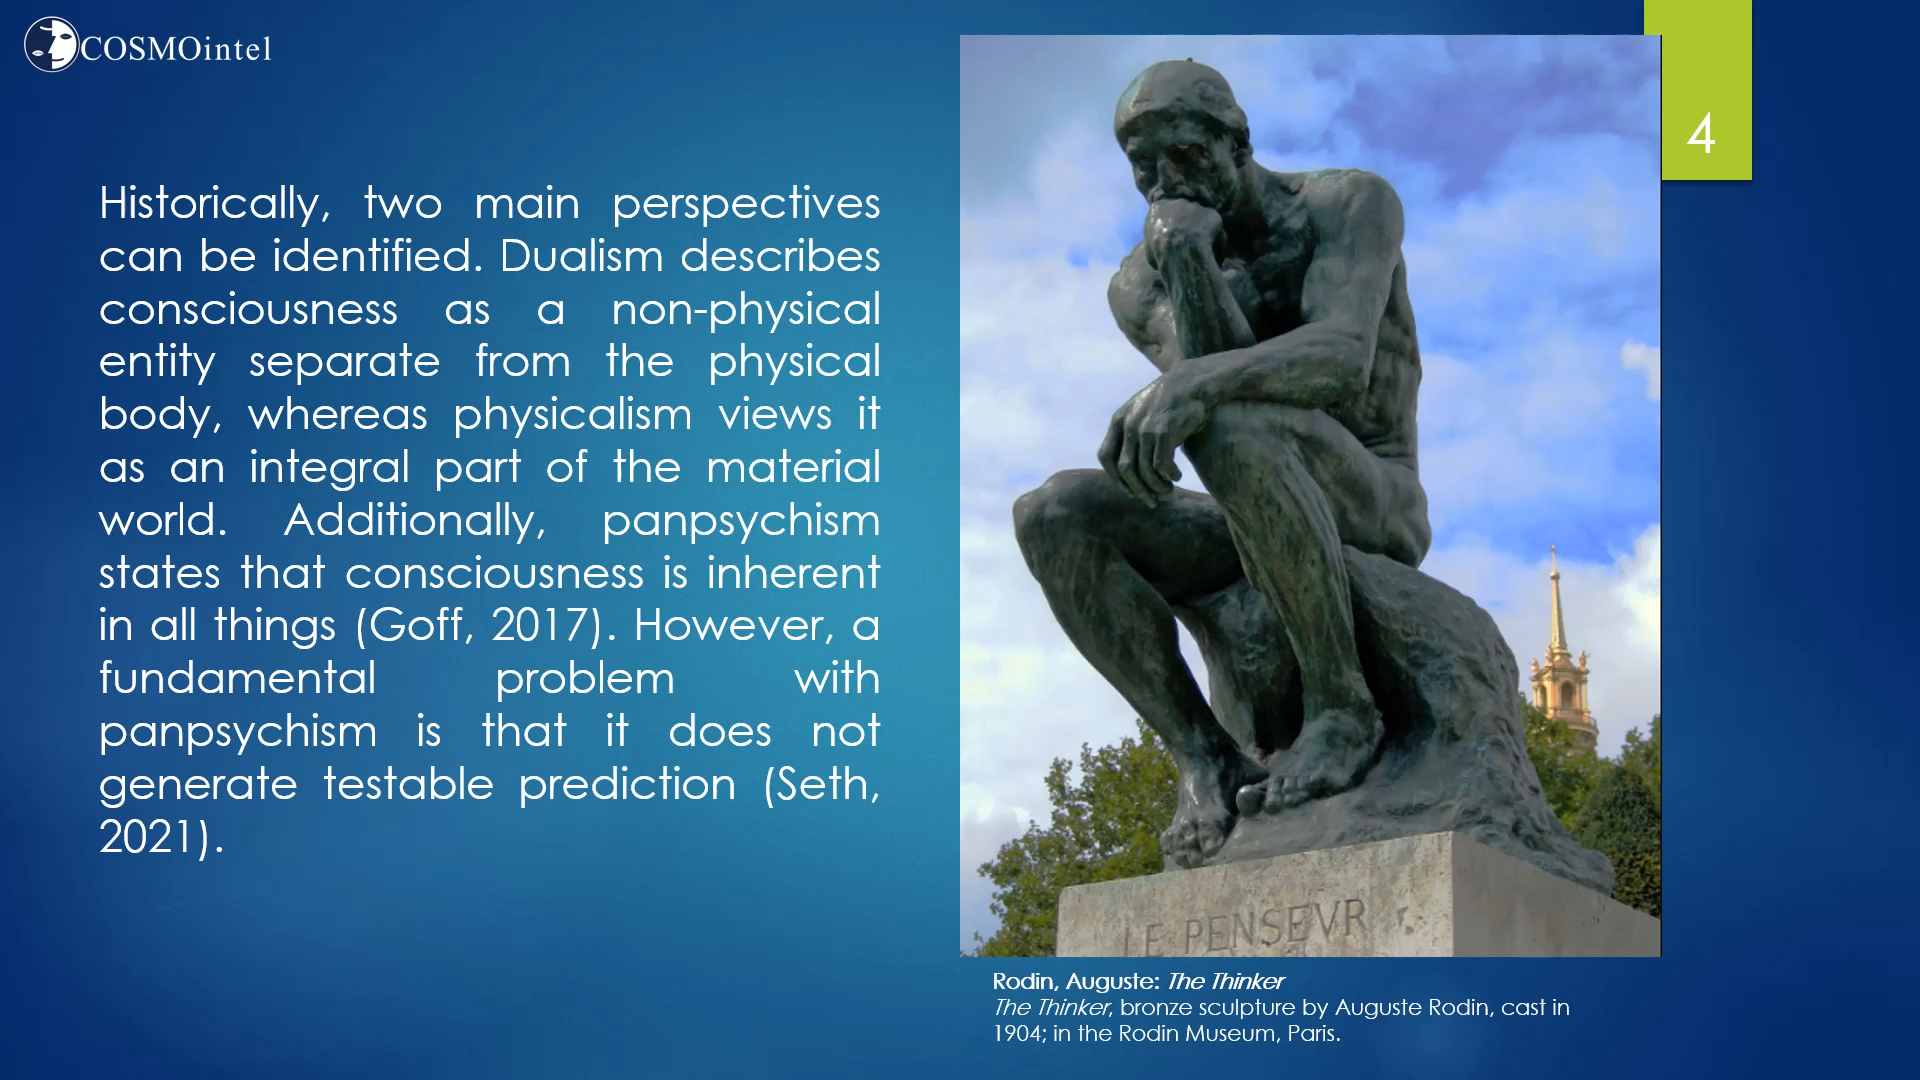 COSMOintel
4
Historically, two main perspectives
can be identified. Dualism describes
consciousness as a non-physical
entity separate from the physical
body, whereas physicalism views it
as an integral part of the material
world. Additionally, panpsychism
states that consciousness is inherent
in all things (Goff, 2017). However, a
fundamental problem with
panpsychism is that it does not
generate testable prediction (Seth,
2021).
LE PENSEVR
Rodin, Auguste: The Thinker
The Thinker, bronze sculpture by Auguste Rodin, cast in
1904; in the Rodin Museum, Paris.